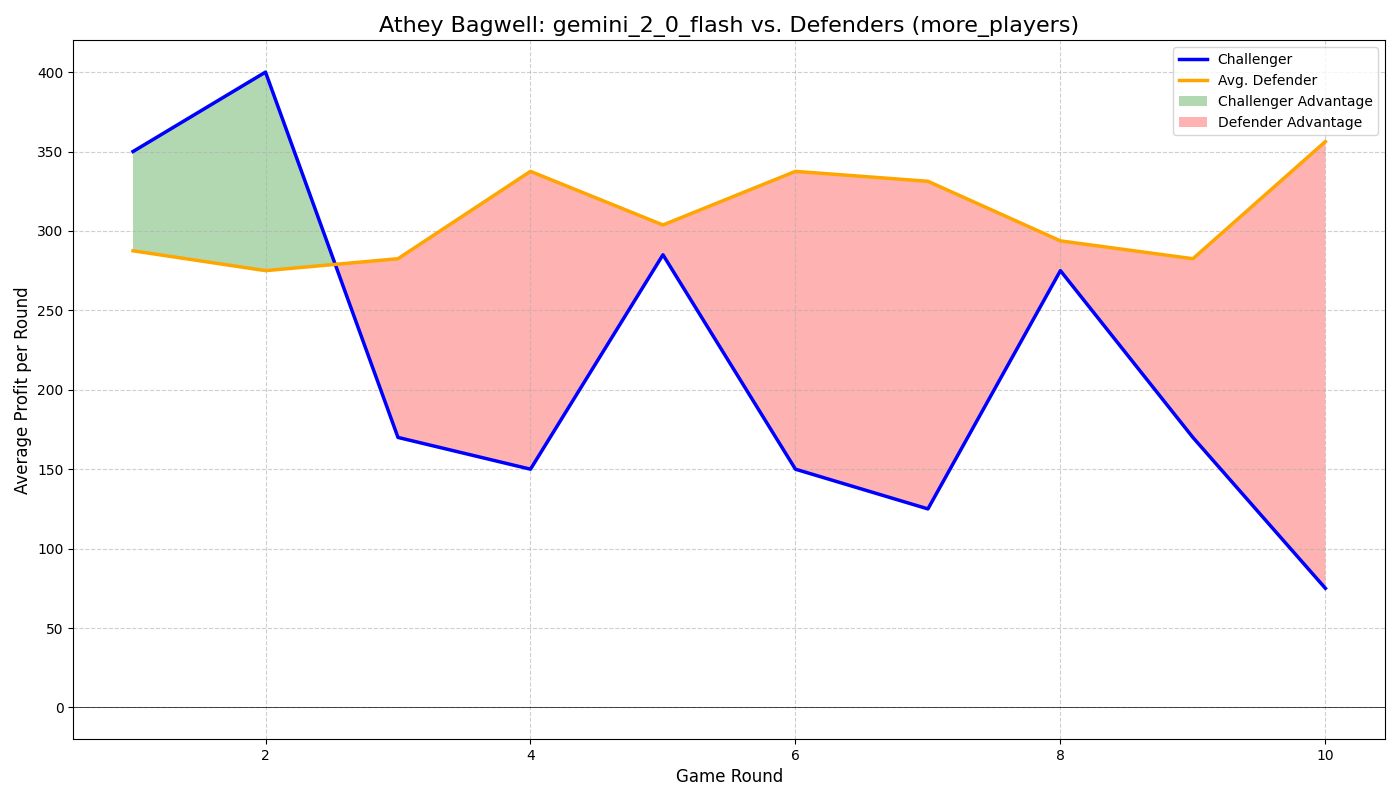 Athey Bagwell: gemini_2_0_flash vs. Defenders (more_players)
Challenger
Avg. Defender
Challenger Advantage
Defender Advantage
Average Profit per Round
400
350
300
250
200
150
100
50
0
2 4 6 8 10
Game Round